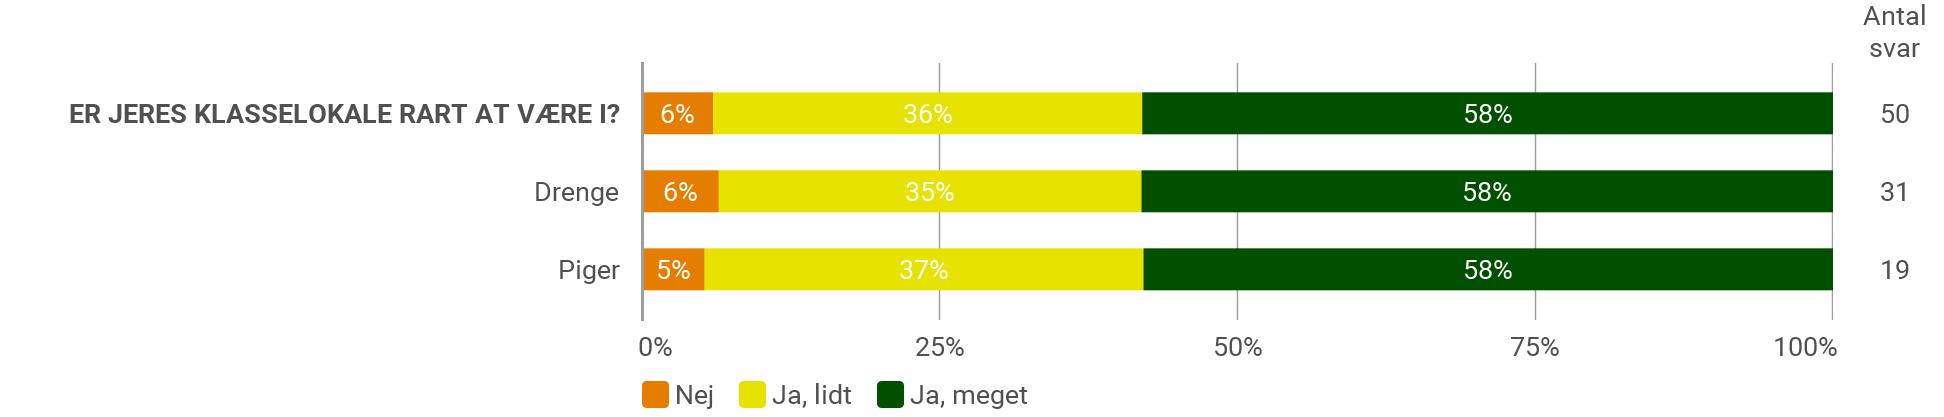 Antal
svar
ER JERES KLASSELOKALE RART AT VÆRE I? 6% 36% 58% 50
Drenge 6% 35% 58% 31
Piger 5% 37% 58% 19
0% 25% 50% 75% 100%
Nej Ja, lidt Ja, meget